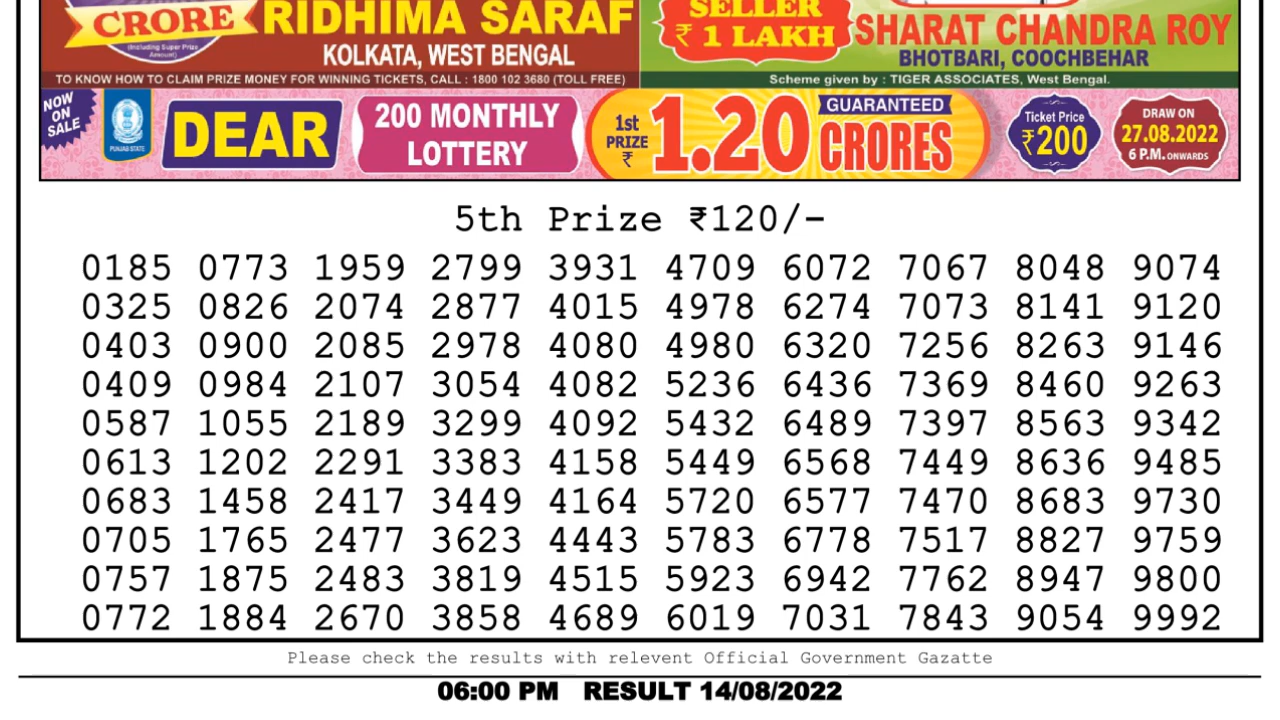 CRORE
(Including Super Prize
Amount)
RIDHIMA SARAF
KOLKATA, WEST BENGAL
TO KNOW HOW TO CLAIM PRIZE MONEY FOR WINNING TICKETS, CALL : 1800 102 3680 (TOLL FREE)
SELLER
₹ 1 LAKH
SHARAT CHANDRA ROY
BHOTBARI, COOCHBEHAR
Scheme given by : TIGER ASSOCIATES, West Bengal.
NOW
ON
SALE
PUNJAB STATE
DEAR
200 MONTHLY
LOTTERY
1st
PRIZE
₹
1.20
GUARANTEED
CRORES
Ticket Price
₹200
DRAW ON
27.08.2022
6 P.M. ONWARDS
5th Prize ₹120/-
0185 0773 1959 2799 3931 4709 6072 7067 8048 9074
0325 0826 2074 2877 4015 4978 6274 7073 8141 9120
0403 0900 2085 2978 4080 4980 6320 7256 8263 9146
0409 0984 2107 3054 4082 5236 6436 7369 8460 9263
0587 1055 2189 3299 4092 5432 6489 7397 8563 9342
0613 1202 2291 3383 4158 5449 6568 7449 8636 9485
0683 1458 2417 3449 4164 5720 6577 7470 8683 9730
0705 1765 2477 3623 4443 5783 6778 7517 8827 9759
0757 1875 2483 3819 4515 5923 6942 7762 8947 9800
0772 1884 2670 3858 4689 6019 7031 7843 9054 9992
Please check the results with relevent Official Government Gazatte
06:00 PM RESULT 14/08/2022